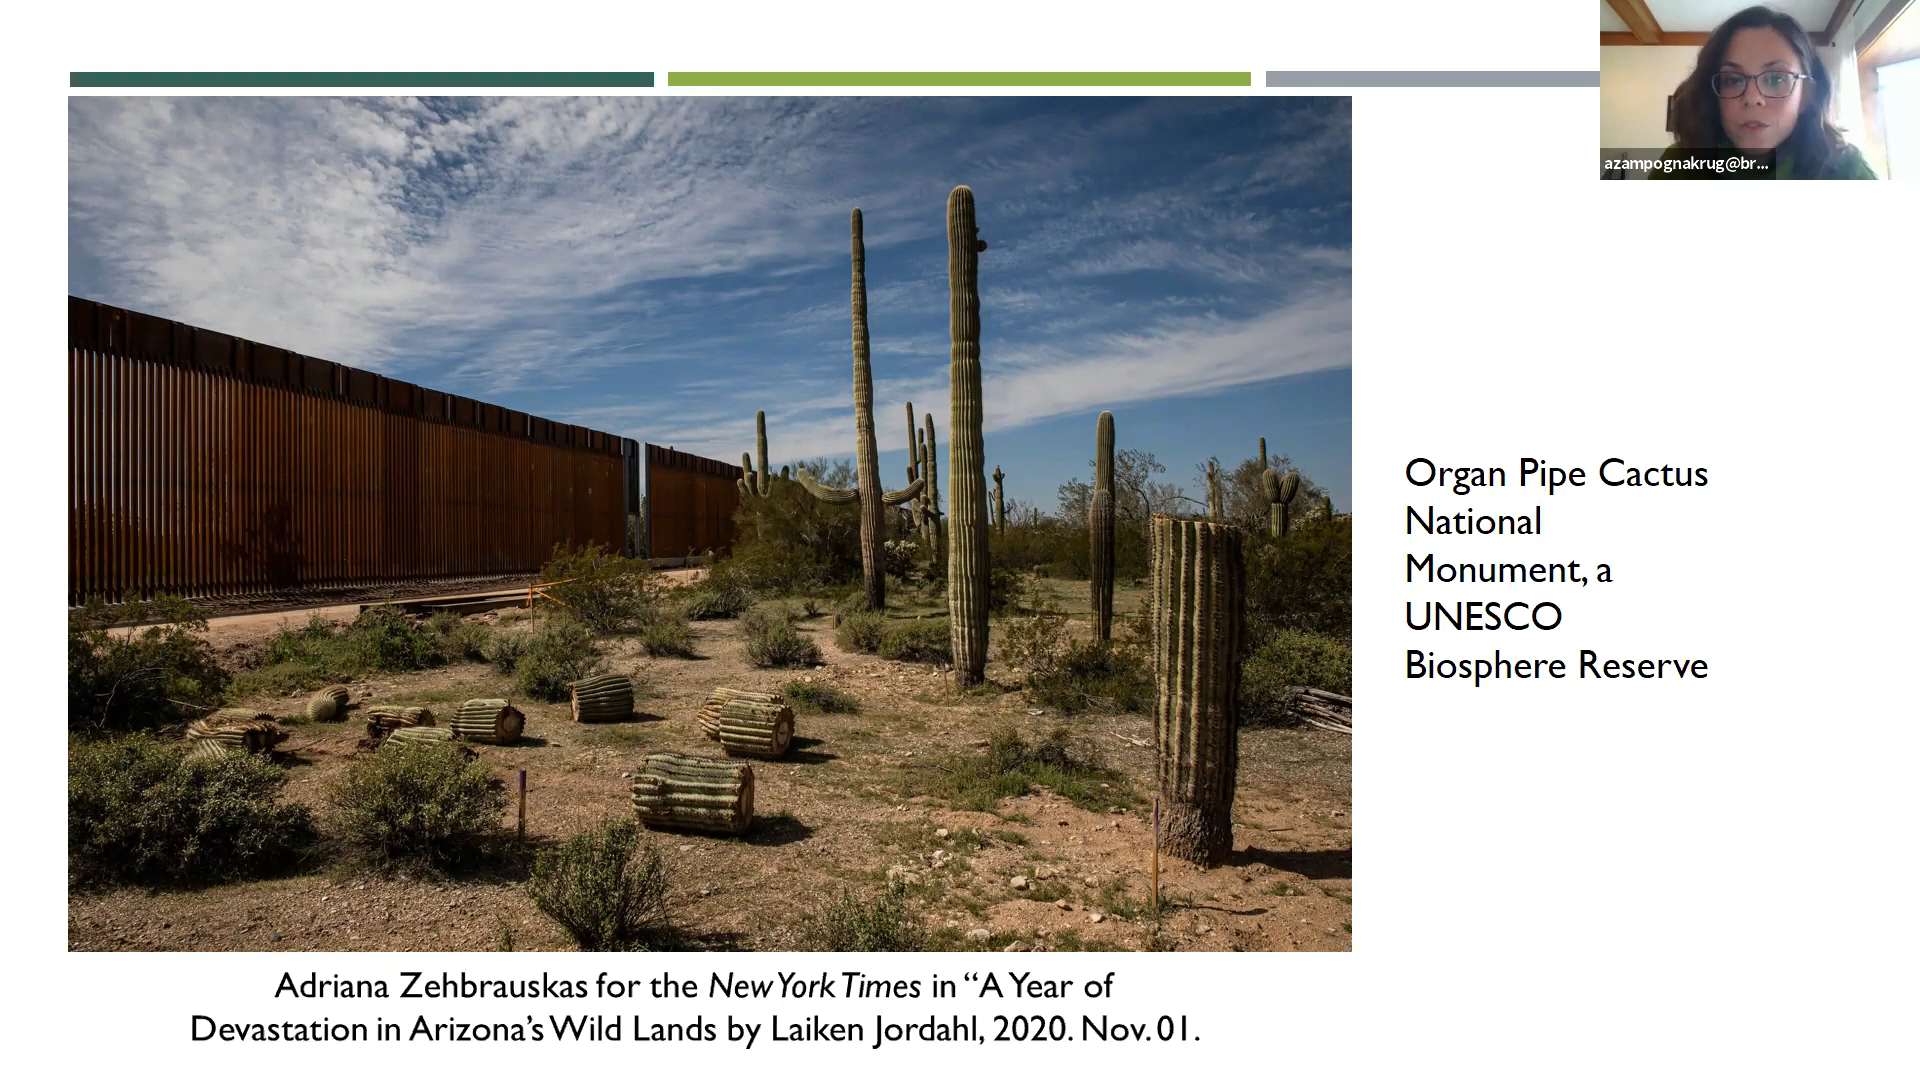 azampognakrug@br...
Organ Pipe Cactus
National
Monument, a
UNESCO
Biosphere Reserve
Adriana Zehbrauskas for the New York Times in “A Year of
Devastation in Arizona’s Wild Lands by Laiken Jordahl, 2020. Nov. 01.